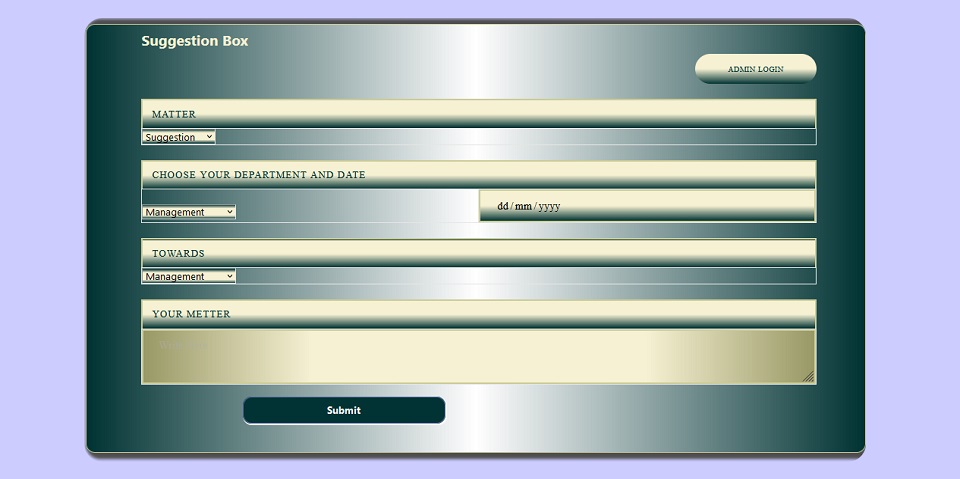 Suggestion Box
ADMIN LOGIN
MATTER
Suggestion
CHOOSE YOUR DEPARTMENT AND DATE
Management
dd/mm/yyyy
TOWARDS
Management
YOUR METTER
Submit